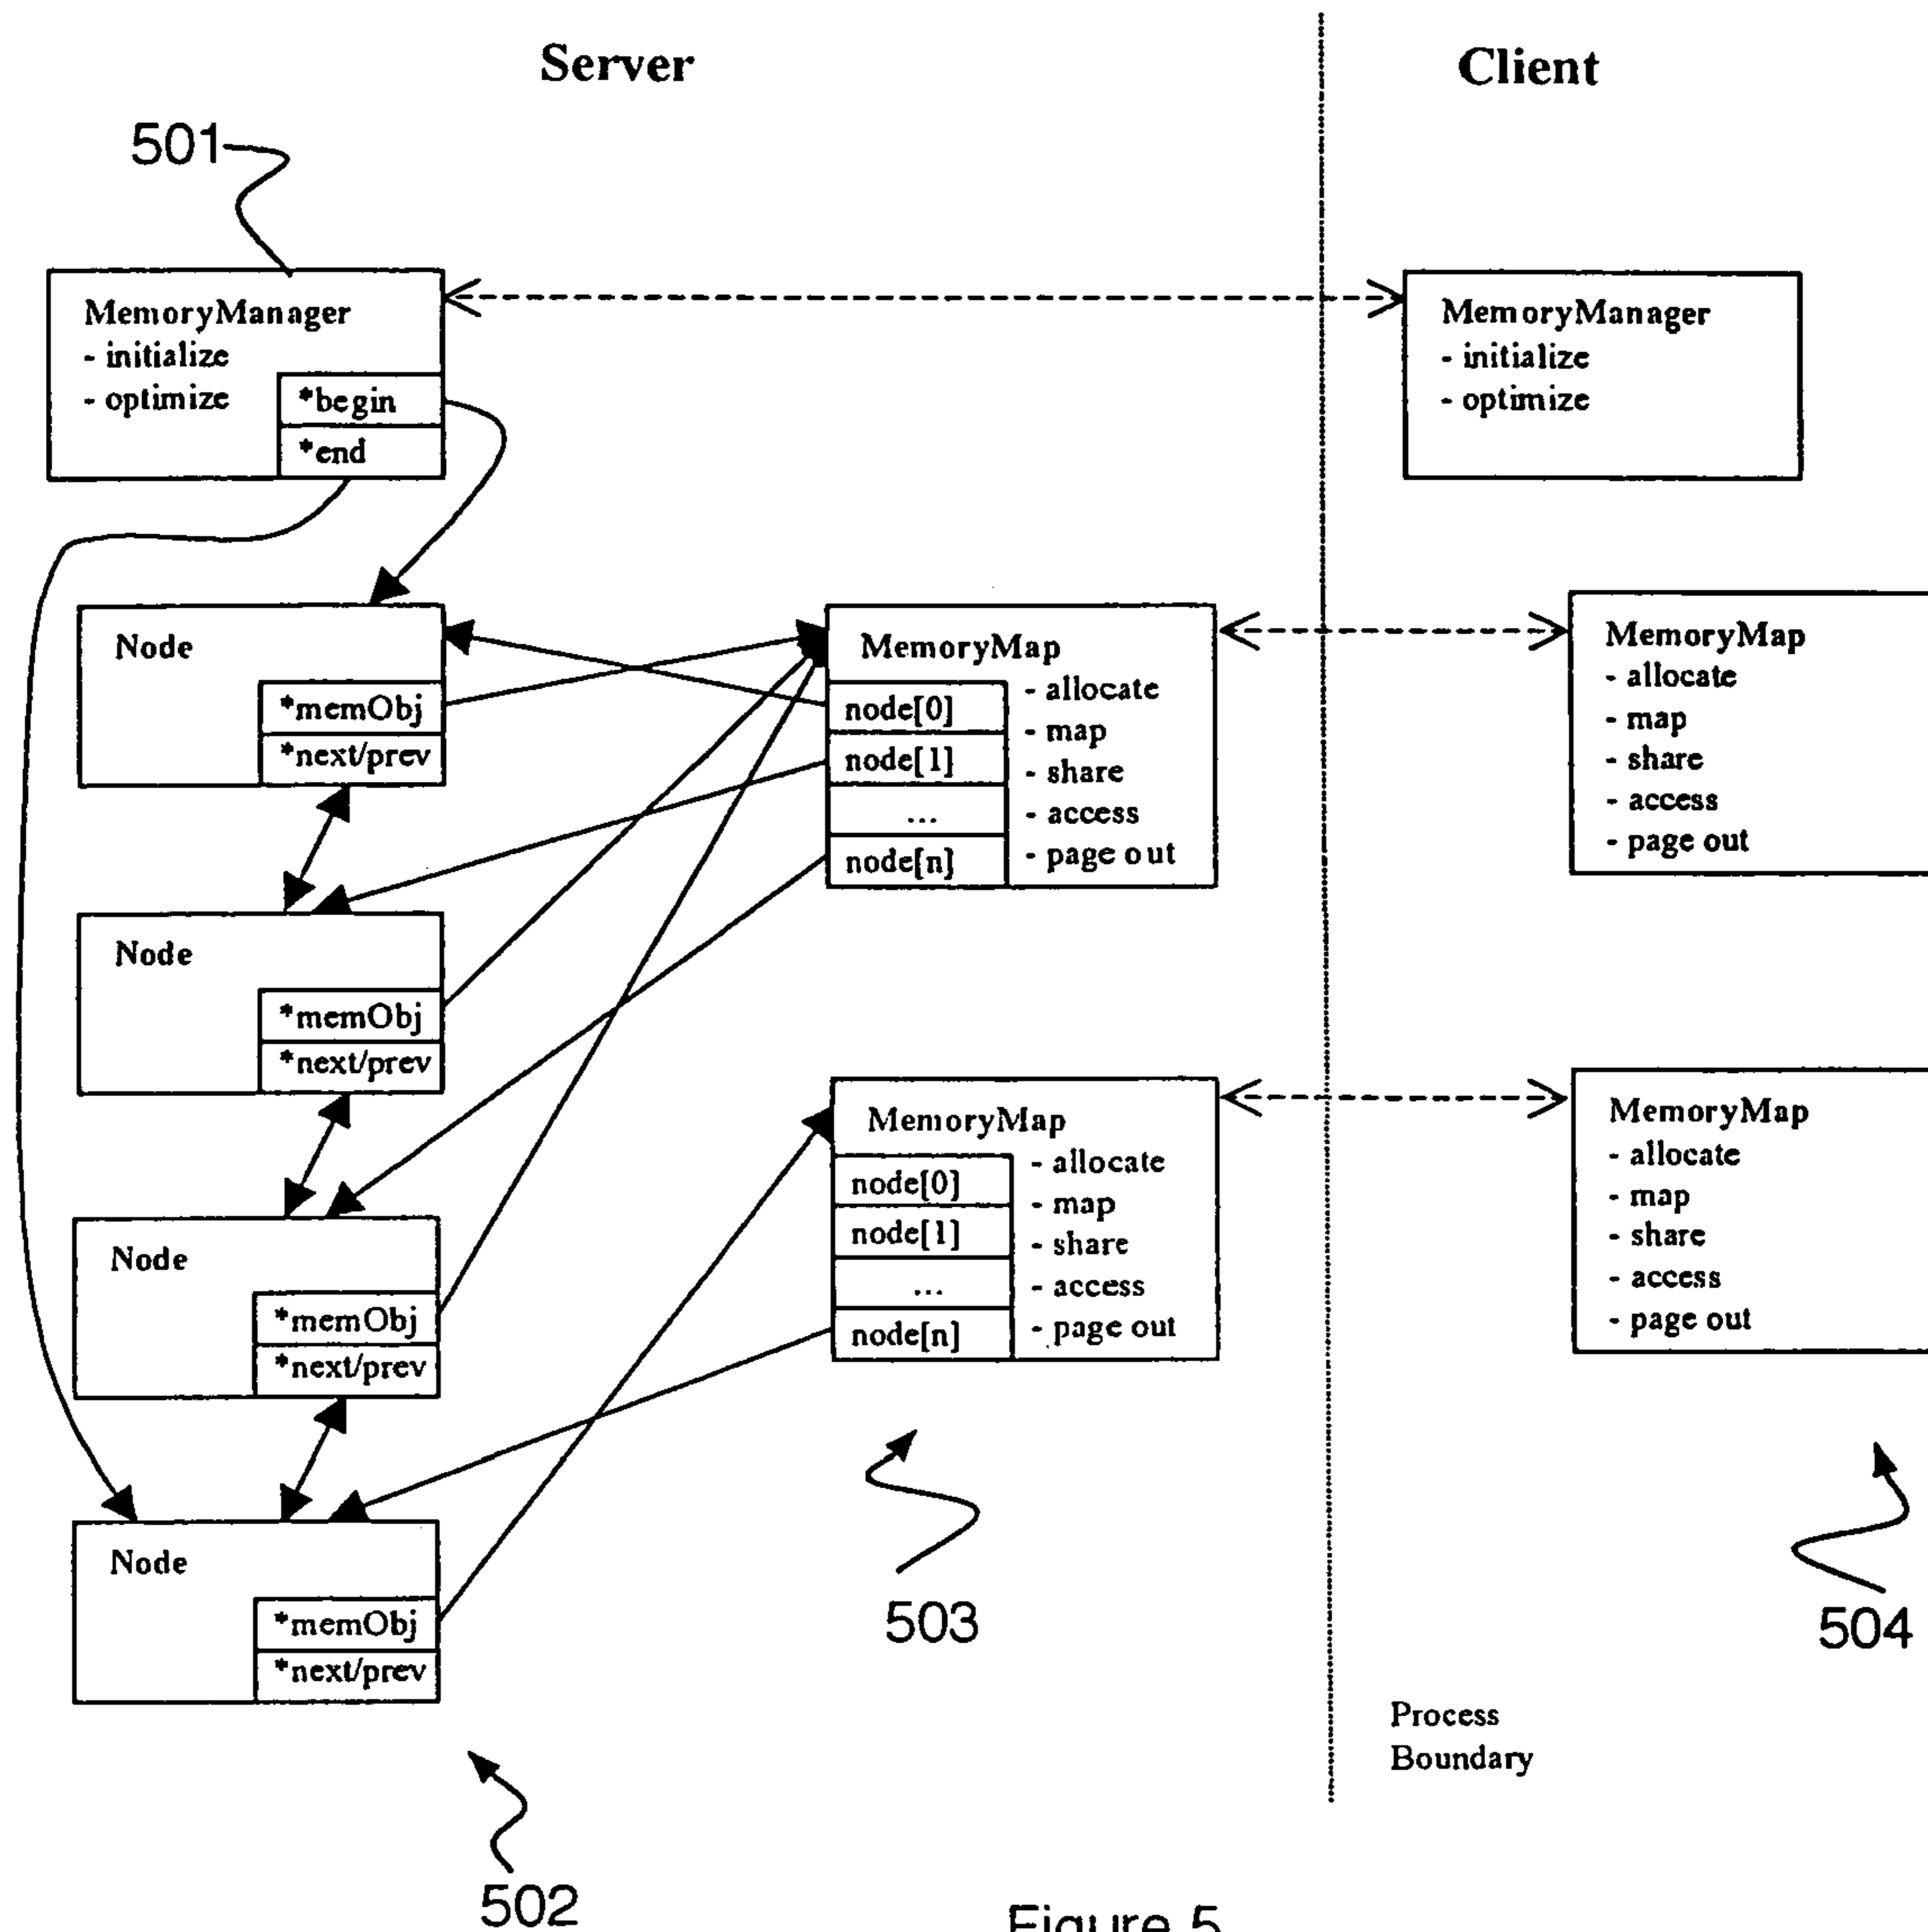 Server
Client
501
MemoryManager
- initialize
- optimize
*begin
*end
MemoryManager
- initialize
- optimize
Node
*memObj
*next/prev
MemoryMap
node[0]
node[1]
...
node[n]
- allocate
- map
- share
- access
- page out
MemoryMap
- allocate
- map
- share
- access
- page out
Node
*memObj
*next/prev
Node
*memObj
*next/prev
MemoryMap
node[0]
node[1]
...
node[n]
- allocate
- map
- share
- access
- page out
MemoryMap
- allocate
- map
- share
- access
- page out
Node
*memObj
*next/prev
503
504
Process
Boundary
502
Figure 5